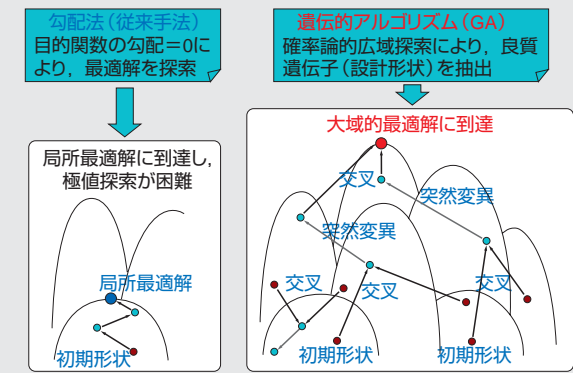 勾配法（従来手法）
目的関数の勾配＝0に
より，最適解を探索
局所最適解に到達し，
極値探索が困難
局所最適解
初期形状
遺伝的アルゴリズム（GA）
確率論的広域探索により，良質
遺伝子（設計形状）を抽出
大域的最適解に到達
交叉
突然変異
突然変異
交叉
交叉
交叉
初期形状
初期形状